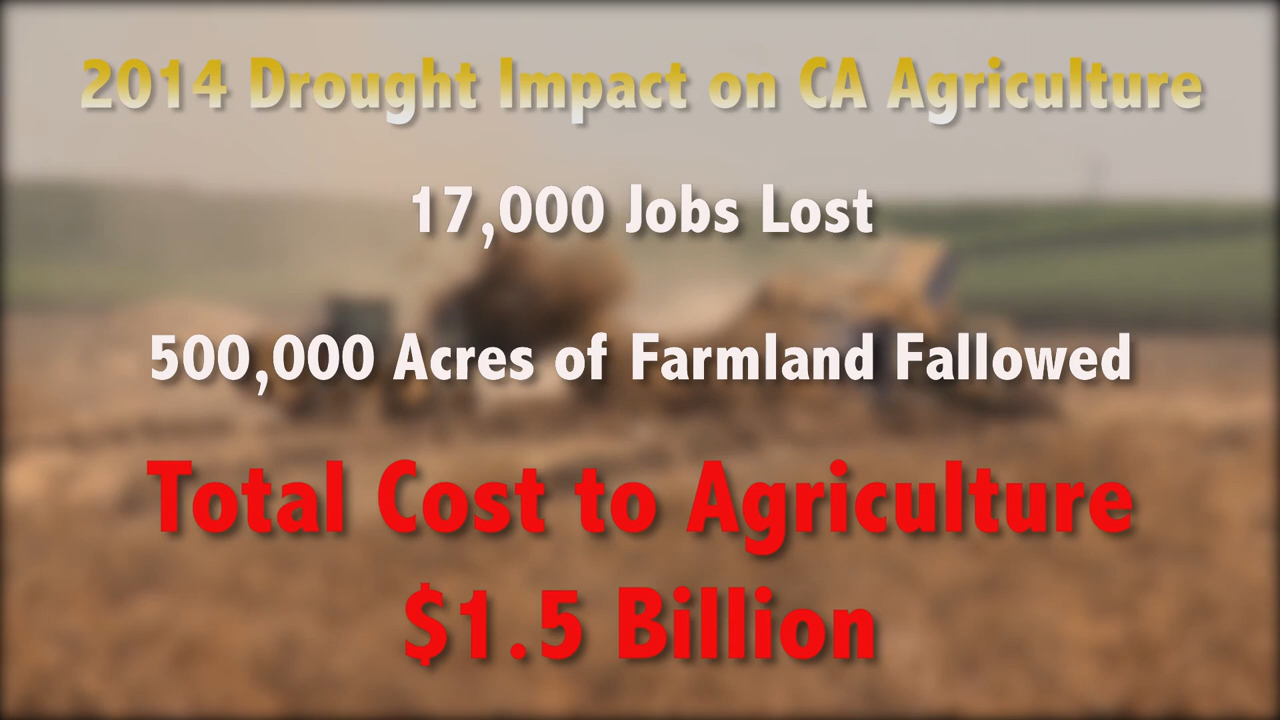 2014 Drought Impact on CA Agriculture
17,000 Jobs Lost
500,000 Acres of Farmland Fallowed
Total Cost to Agriculture
$1.5 Billion